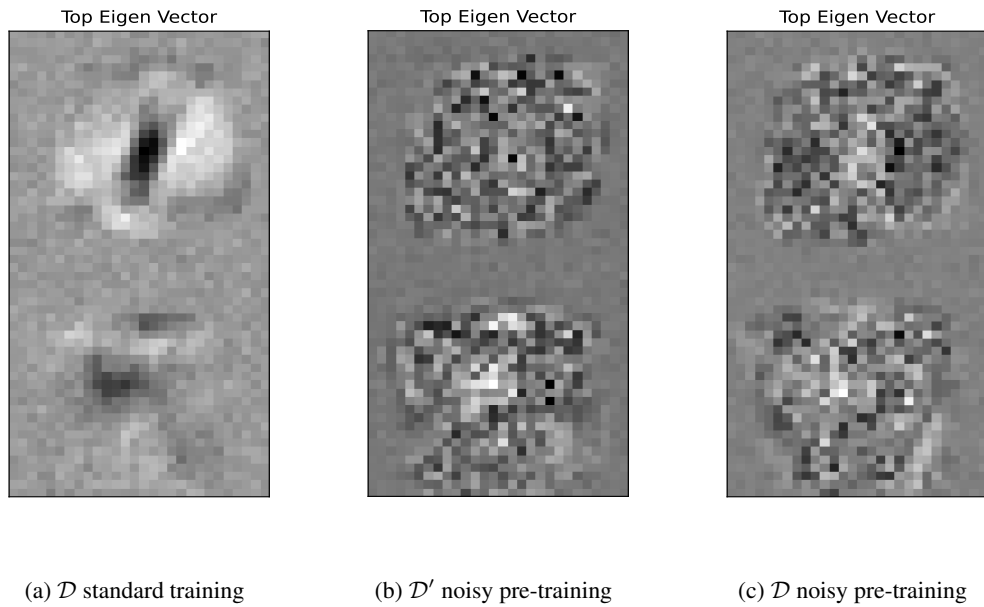 Top Eigen Vector
Top Eigen Vector
Top Eigen Vector
(a) 𝒟 standard training
(b) 𝒟′ noisy pre-training
(c) 𝒟 noisy pre-training